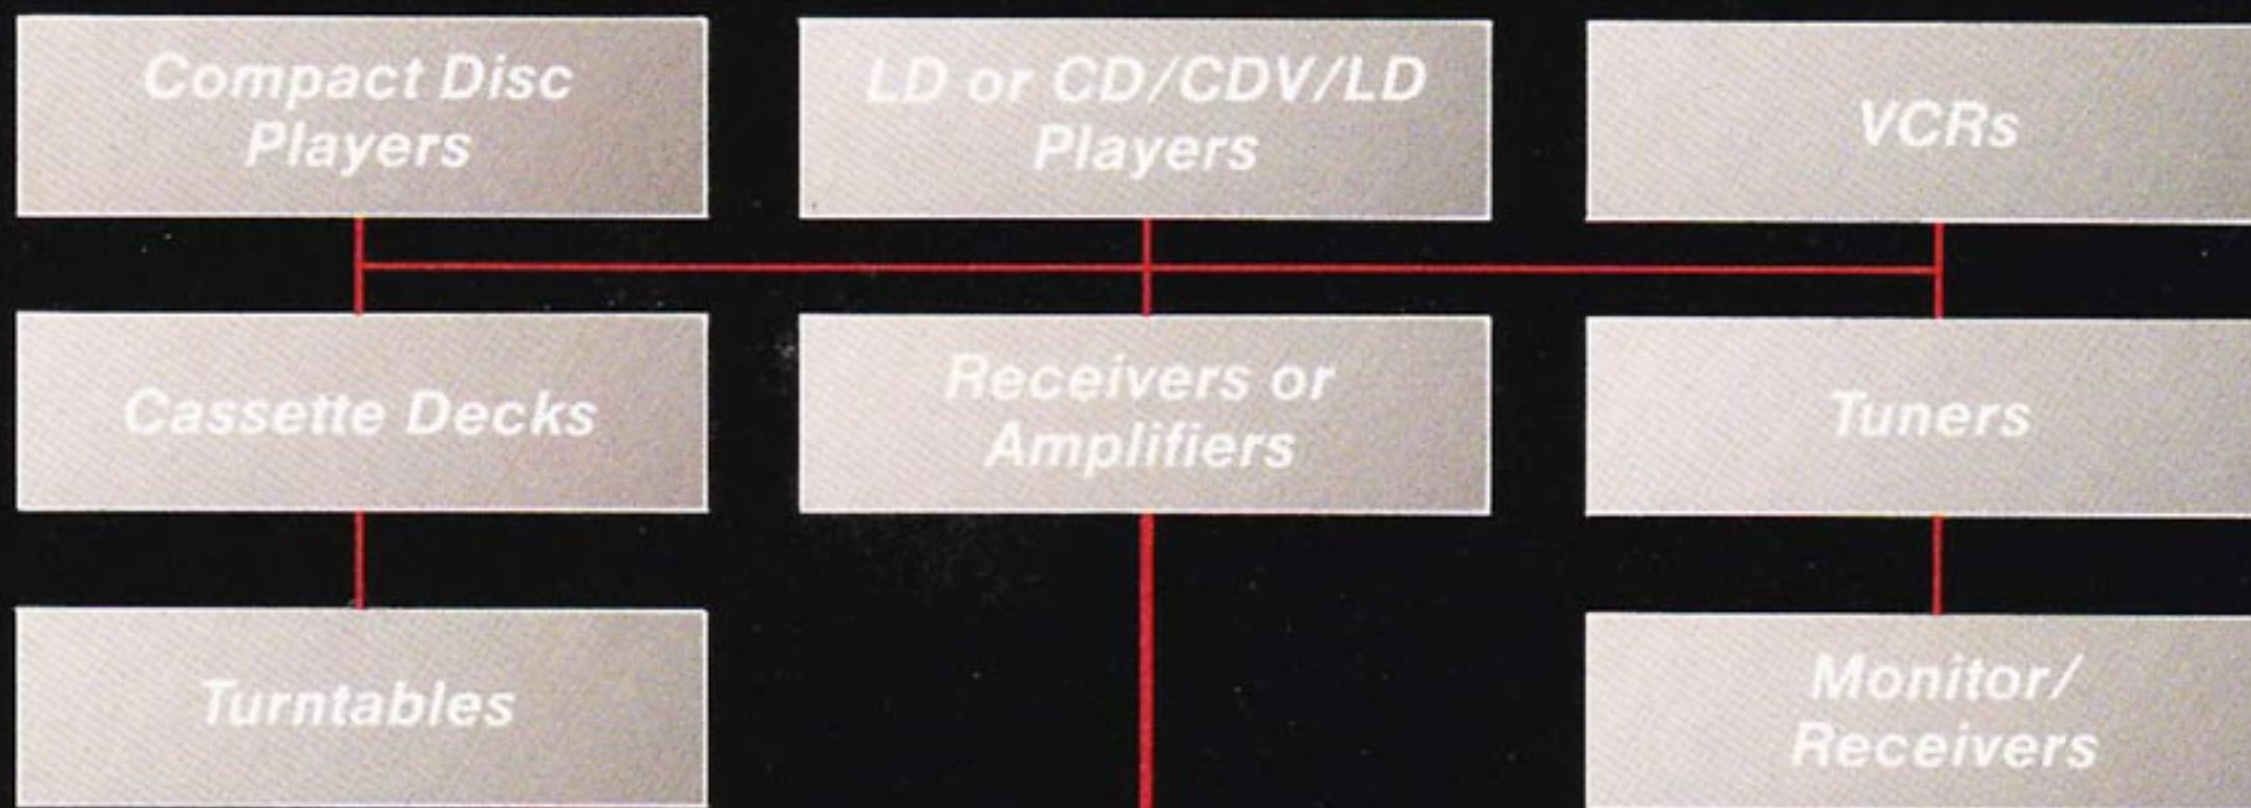 Compact Disc
Players
LD or CD/CDV/LD
Players
VCRs
Cassette Decks
Receivers or
Amplifiers
Tuners
Turntables
Monitor/
Receivers